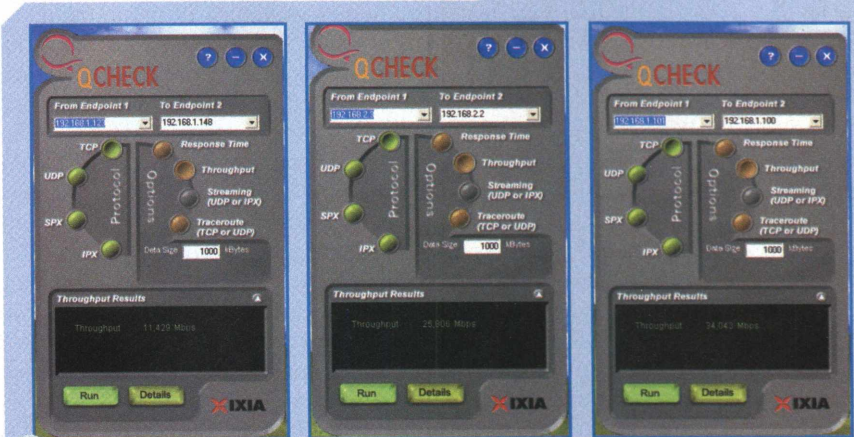 QCHECK
? – X
From Endpoint 1 To Endpoint 2
192.168.1.123 192.168.1.148
TCP
UDP
SPX
IPX
Protocol
Options
Response Time
Throughput
Streaming
(UDP or IPX)
Traceroute
(TCP or UDP)
Data Size 1000 kBytes
Throughput Results
Throughput 11,429 Mbps
Run Details
IXIA
QCHECK
? – X
From Endpoint 1 To Endpoint 2
192.168.2.1 192.168.2.2
TCP
UDP
SPX
IPX
Protocol
Options
Response Time
Throughput
Streaming
(UDP or IPX)
Traceroute
(TCP or UDP)
Data Size 1000 kBytes
Throughput Results
Throughput Mbps
Run Details
IXIA
QCHECK
? – X
From Endpoint 1 To Endpoint 2
192.168.1.101 192.168.1.100
TCP
UDP
SPX
IPX
Protocol
Options
Response Time
Throughput
Streaming
(UDP or IPX)
Traceroute
(TCP or UDP)
Data Size 1000 kBytes
Throughput Results
Throughput 34,043 Mbps
Run Details
IXIA